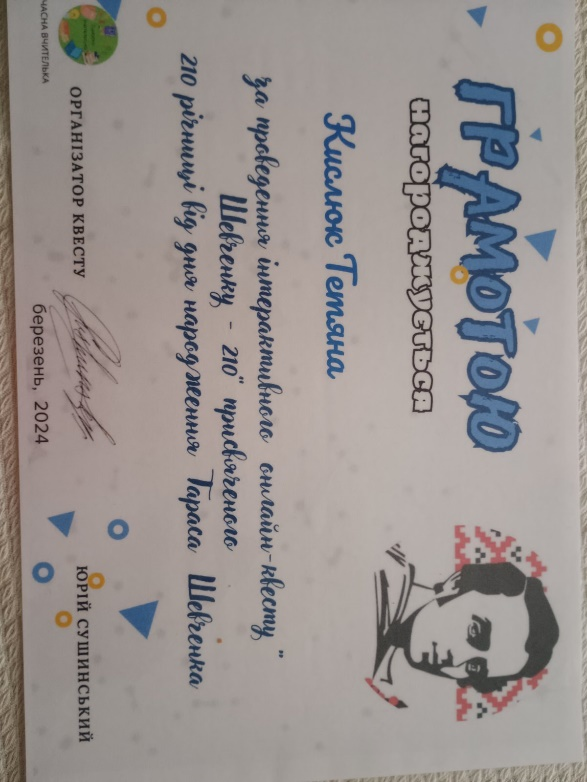 ГРАМОТОЮ
нагороджується
Кислюк Тетяна
за проведення інтерактивного онлайн-квесту "
Шевченку - 210" присвяченого
210 річниці від дня народження Тараса Шевченка
ЧАСНА ВЧИТЕЛЬКА
ОРГАНІЗАТОР КВЕСТУ
ЮРІЙ СУШИНСЬКИЙ
березень, 2024